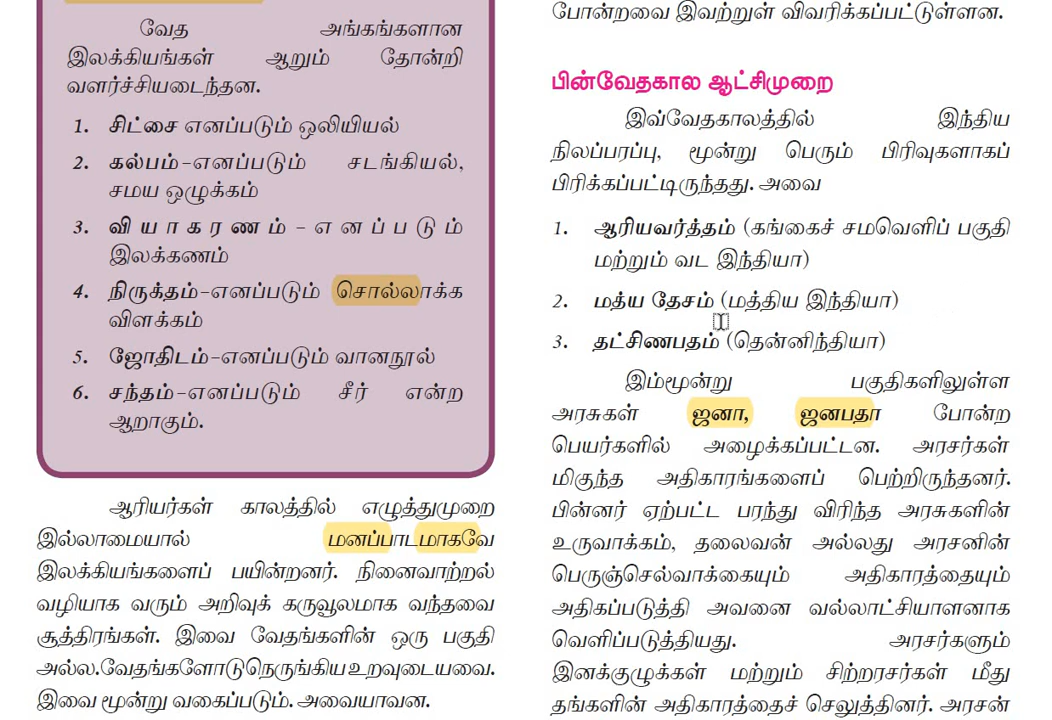 வேத அங்கங்களான
இலக்கியங்கள் ஆறும் தோன்றி
வளர்ச்சியடைந்தன.
1. சிட்சை எனப்படும் ஒலியியல்
2. கல்பம்-எனப்படும் சடங்கியல்,
சமய ஒழுக்கம்
3. வியாகரணம்-எனப்படும்
இலக்கணம்
4. நிருக்தம்-எனப்படும் சொல்லாக்க
விளக்கம்
5. ஜோதிடம்-எனப்படும் வானநூல்
6. சந்தம்-எனப்படும் சீர் என்ற
ஆறாகும்.
ஆரியர்கள் காலத்தில் எழுத்துமுறை
இல்லாமையால் மனப்பாடமாகவே
இலக்கியங்களைப் பயின்றனர். நினைவாற்றல்
வழியாக வரும் அறிவுக் கருவூலமாக வந்தவை
சூத்திரங்கள். இவை வேதங்களின் ஒரு பகுதி
அல்ல.வேதங்களோடுநெருங்கியஉறவுடையவை.
இவை மூன்று வகைப்படும். அவையாவன.
போன்றவை இவற்றுள் விவரிக்கப்பட்டுள்ளன.
பின்வேதகால ஆட்சிமுறை
இவ்வேதகாலத்தில் இந்திய
நிலப்பரப்பு, மூன்று பெரும் பிரிவுகளாகப்
பிரிக்கப்பட்டிருந்தது. அவை
1. ஆரியவர்த்தம் (கங்கைச் சமவெளிப் பகுதி
மற்றும் வட இந்தியா)
2. மத்ய தேசம் (மத்திய இந்தியா)
3. தட்சிணபதம் (தென்னிந்தியா)
இம்மூன்று பகுதிகளிலுள்ள
அரசுகள் ஜனா, ஜனபதா போன்ற
பெயர்களில் அழைக்கப்பட்டன. அரசர்கள்
மிகுந்த அதிகாரங்களைப் பெற்றிருந்தனர்.
பின்னர் ஏற்பட்ட பரந்து விரிந்த அரசுகளின்
உருவாக்கம், தலைவன் அல்லது அரசனின்
பெருஞ்செல்வாக்கையும் அதிகாரத்தையும்
அதிகப்படுத்தி அவனை வல்லாட்சியாளனாக
வெளிப்படுத்தியது. அரசர்களும்
இனக்குழுக்கள் மற்றும் சிற்றரசர்கள் மீது
தங்களின் அதிகாரத்தைச் செலுத்தினர். அரசன்